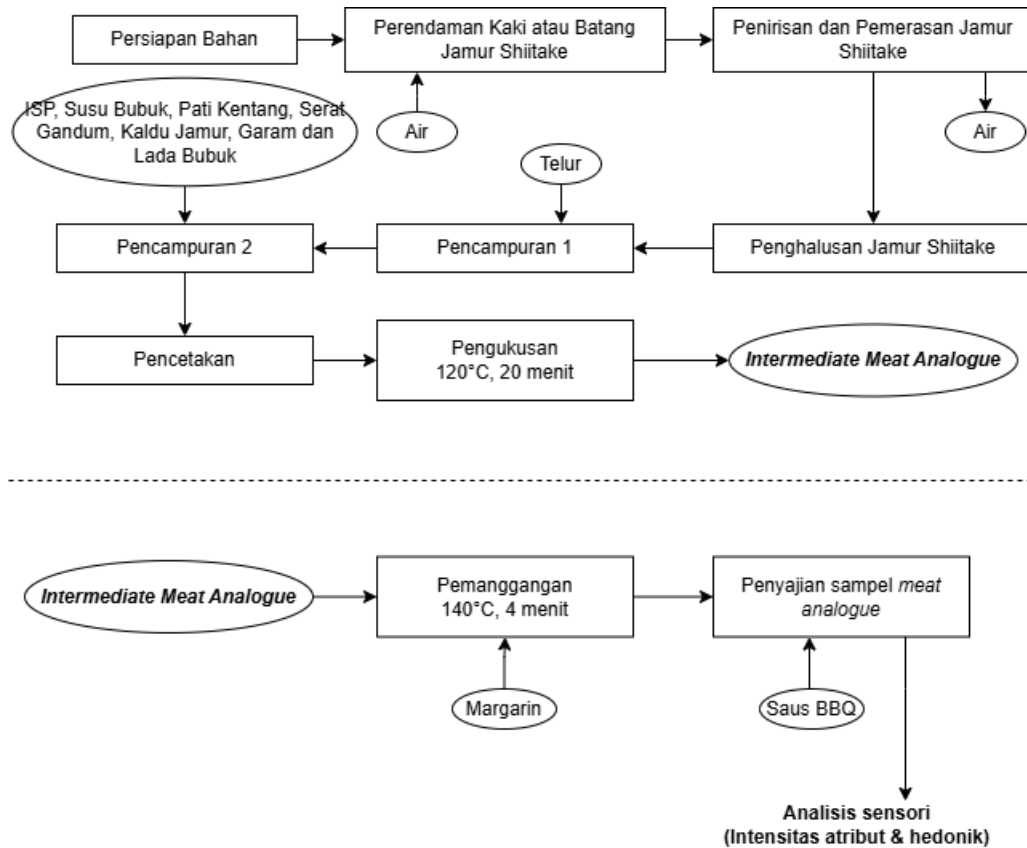 Persiapan Bahan
Perendaman Kaki atau Batang
Jamur Shiitake
Penirisan dan Pemerasan Jamur
Shiitake
ISP, Susu Bubuk, Pati Kentang, Serat
Gandum, Kaldu Jamur, Garam dan
Lada Bubuk
Air
Air
Telur
Pencampuran 2
Pencampuran 1
Penghalusan Jamur Shiitake
Pencetakan
Pengukusan
120°C, 20 menit
Intermediate Meat Analogue
Intermediate Meat Analogue
Pemanggangan
140°C, 4 menit
Penyajian sampel meat
analogue
Margarin
Saus BBQ
Analisis sensori
(Intensitas atribut & hedonik)